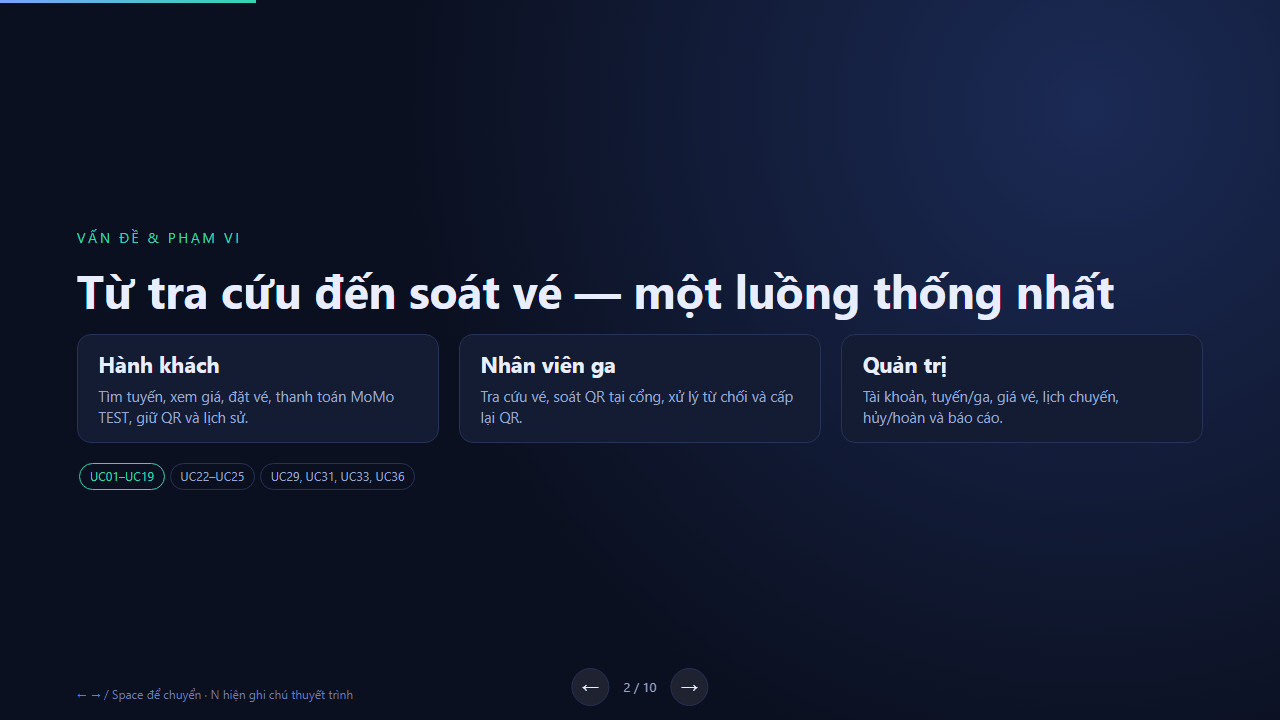 VẤN ĐỀ & PHẠM VI
Từ tra cứu đến soát vé — một luồng thống nhất
Hành khách
Tìm tuyến, xem giá, đặt vé, thanh toán MoMo
TEST, giữ QR và lịch sử.
Nhân viên ga
Tra cứu vé, soát QR tại cổng, xử lý từ chối và cấp
lại QR.
Quản trị
Tài khoản, tuyến/ga, giá vé, lịch chuyến,
hủy/hoàn và báo cáo.
UC01–UC19
UC22–UC25
UC29, UC31, UC33, UC36
← → / Space để chuyển · N hiện ghi chú thuyết trình
← 2 / 10 →